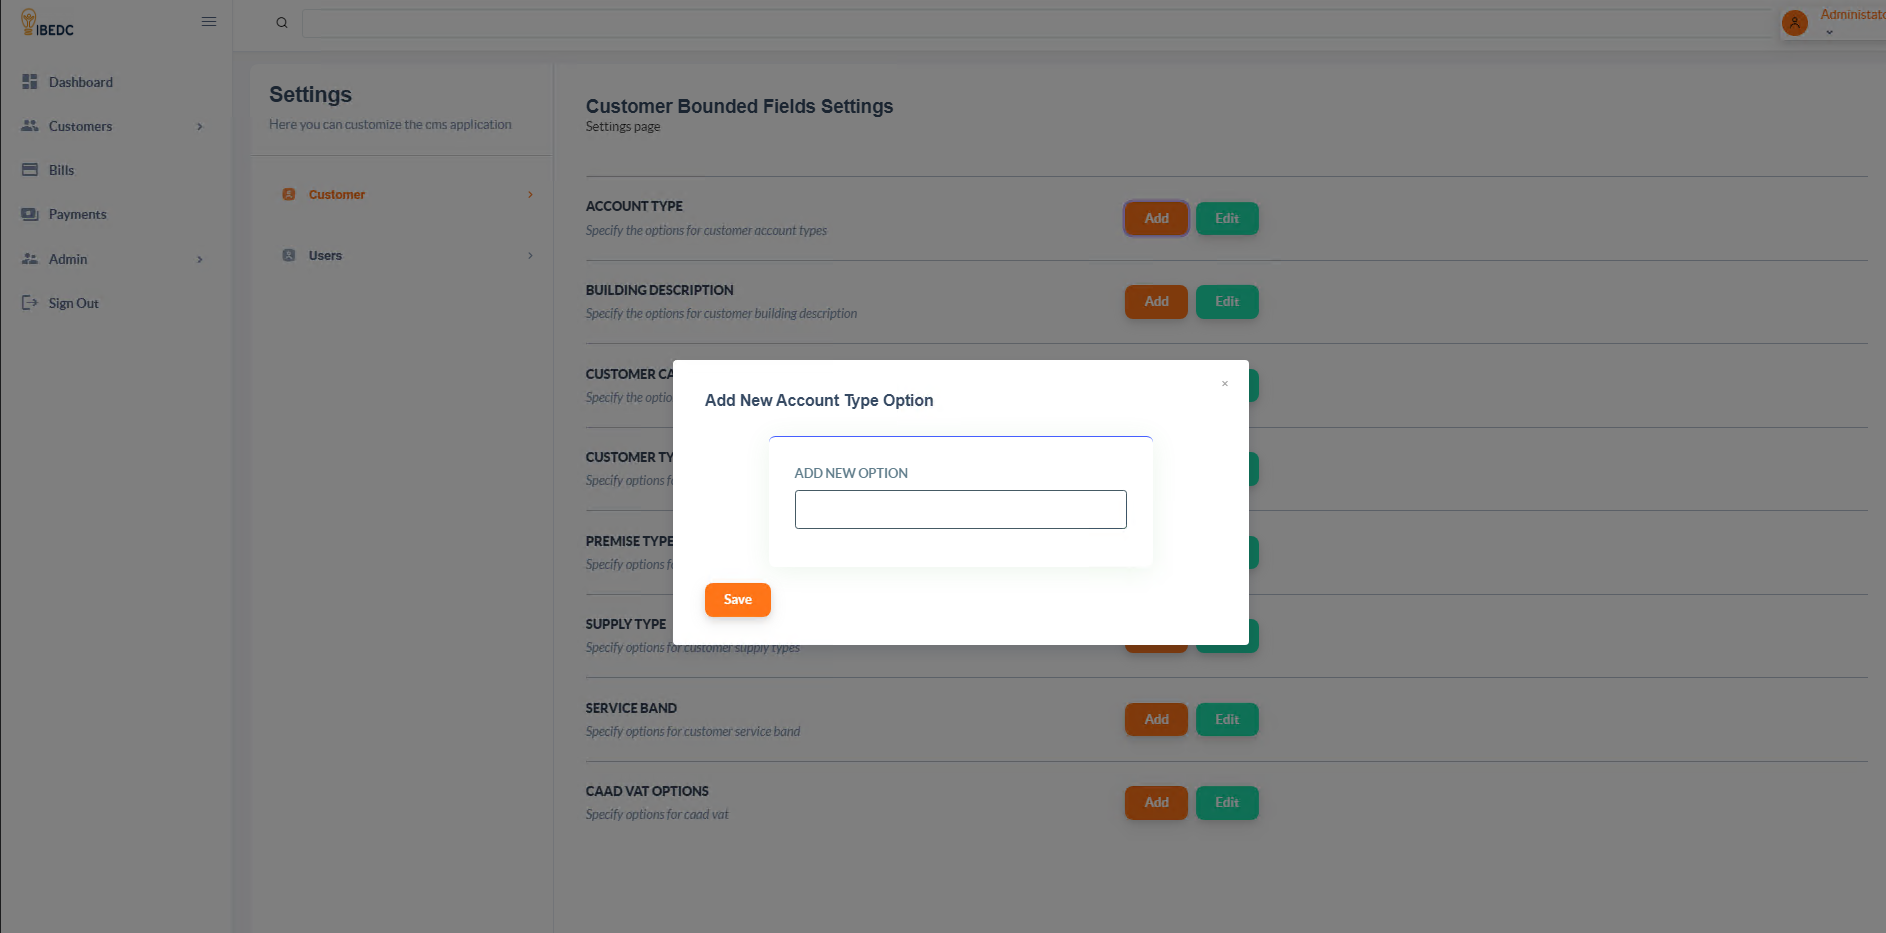 IBEDC
Administato
Dashboard
Customers
Bills
Payments
Admin
Sign Out
Settings
Here you can customize the cms application
Customer
Users
Customer Bounded Fields Settings
Settings page
ACCOUNT TYPE
Specify the options for customer account types
Add Edit
BUILDING DESCRIPTION
Specify the options for customer building description
Add Edit
CUSTOMER CA
Specify the optio
CUSTOMER TY
Specify options fo
PREMISE TYPE
Specify options fo
SUPPLY TYPE
Specify options for customer supply types
SERVICE BAND
Specify options for customer service band
Add Edit
CAAD VAT OPTIONS
Specify options for caad vat
Add Edit
×
Add New Account Type Option
ADD NEW OPTION
Save